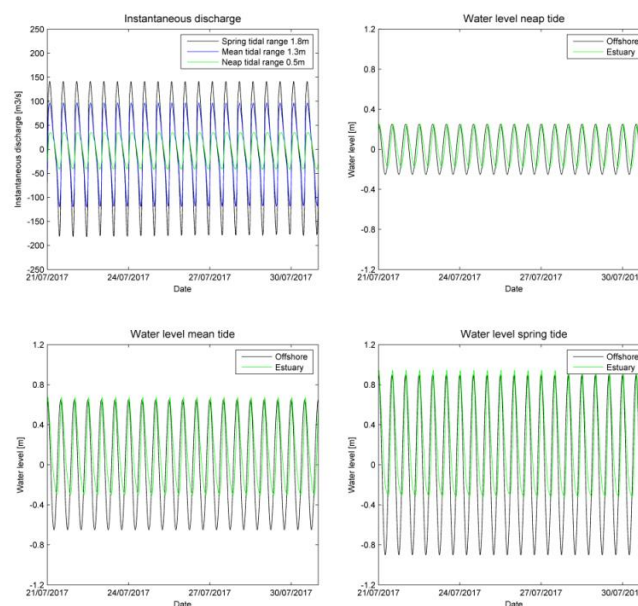 Instantaneous discharge
Instantaneous discharge [m3/s]
250
200
150
100
50
0
-50
-100
-150
-200
-250
Spring tidal range 1.8m
Mean tidal range 1.3m
Neap tidal range 0.5m
21/07/2017 24/07/2017 27/07/2017 30/07/2017
Date
Water level neap tide
Water level [m]
1.2
0.8
0.4
0
-0.4
-0.8
-1.2
Offshore
Estuary
21/07/2017 24/07/2017 27/07/2017 30/07/201
Date
Water level mean tide
Water level [m]
1.2
0.8
0.4
0
-0.4
-0.8
-1.2
Offshore
Estuary
21/07/2017 24/07/2017 27/07/2017 30/07/2017
Date
Water level spring tide
Water level [m]
1.2
0.8
0.4
0
-0.4
-0.8
-1.2
Offshore
Estuary
21/07/2017 24/07/2017 27/07/2017 30/07/201
Date